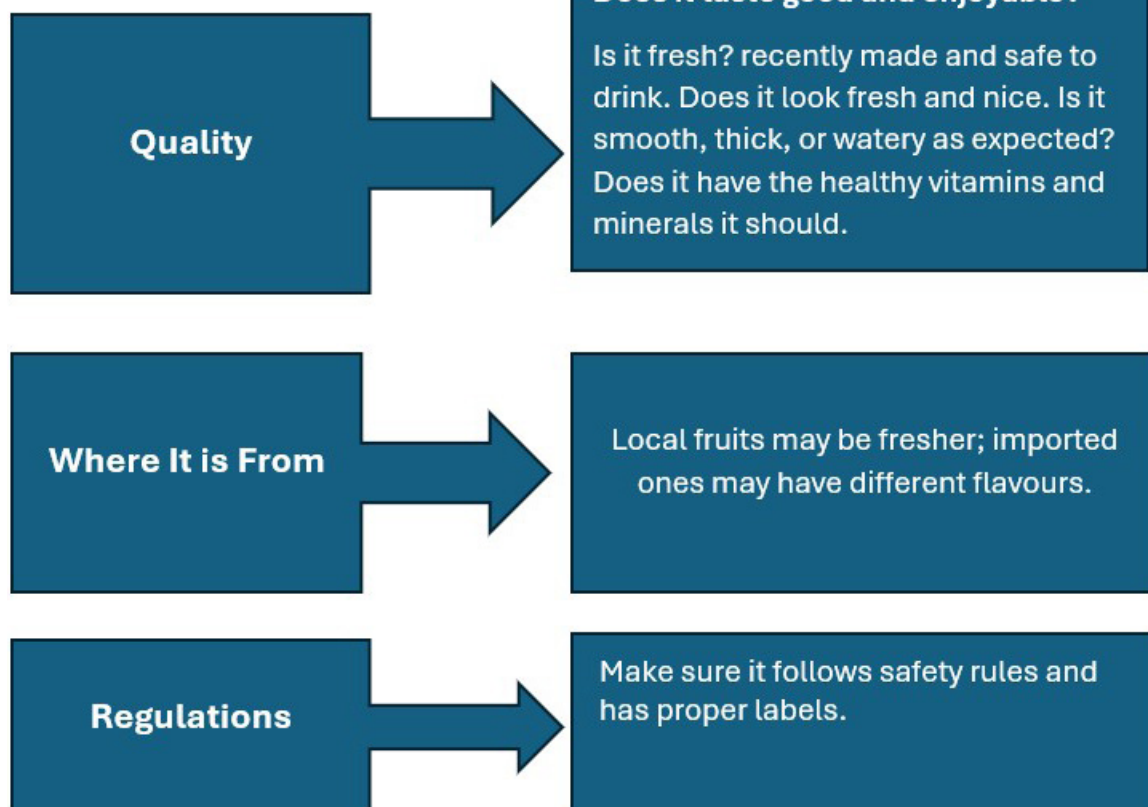 Quality
Is it fresh? recently made and safe to
drink. Does it look fresh and nice. Is it
smooth, thick, or watery as expected?
Does it have the healthy vitamins and
minerals it should.
Where It is From
Local fruits may be fresher; imported
ones may have different flavours.
Regulations
Make sure it follows safety rules and
has proper labels.